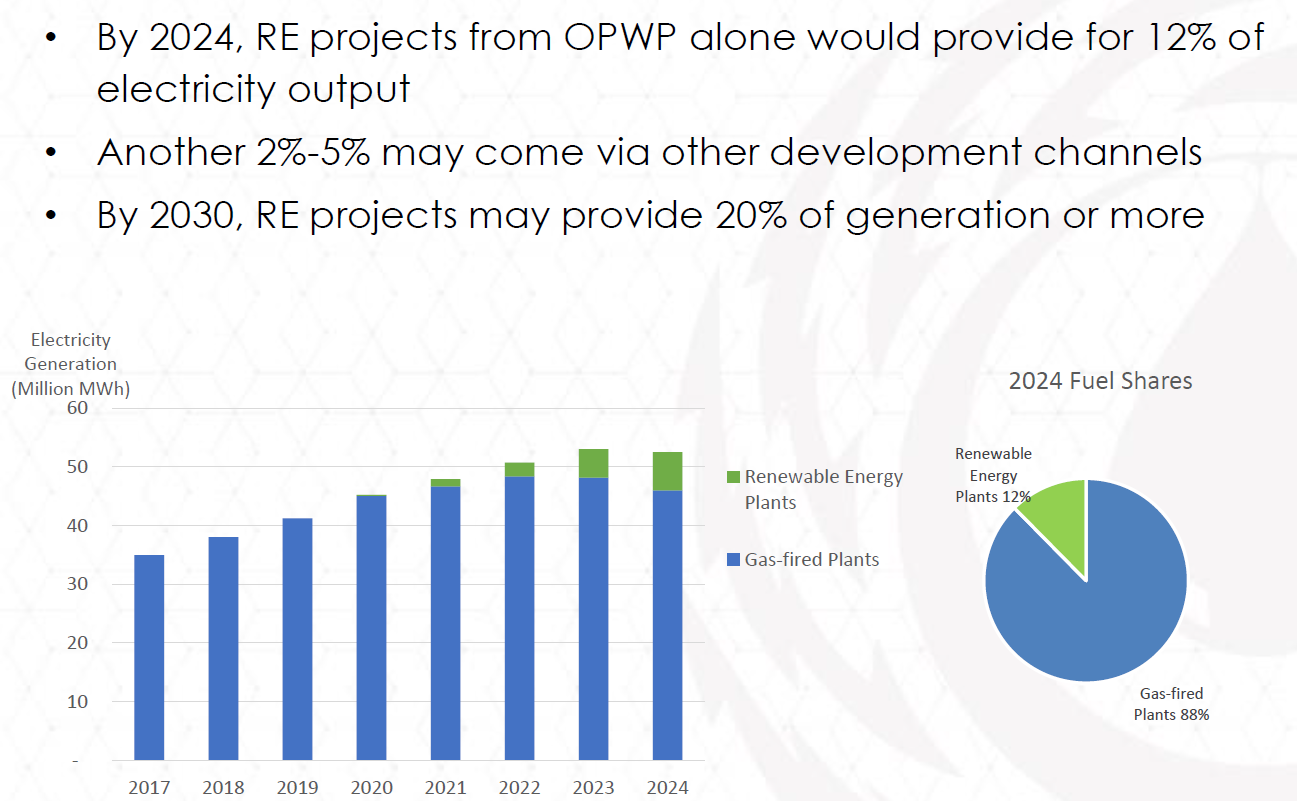 • By 2024, RE projects from OPWP alone would provide for 12% of
electricity output
• Another 2%-5% may come via other development channels
• By 2030, RE projects may provide 20% of generation or more
Electricity
Generation
(Million MWh)
60
50
40
30
20
10
-
2017 2018 2019 2020 2021 2022 2023 2024
Renewable Energy
Plants
Gas-fired Plants
2024 Fuel Shares
Renewable
Energy
Plants 12%
Gas-fired
Plants 88%